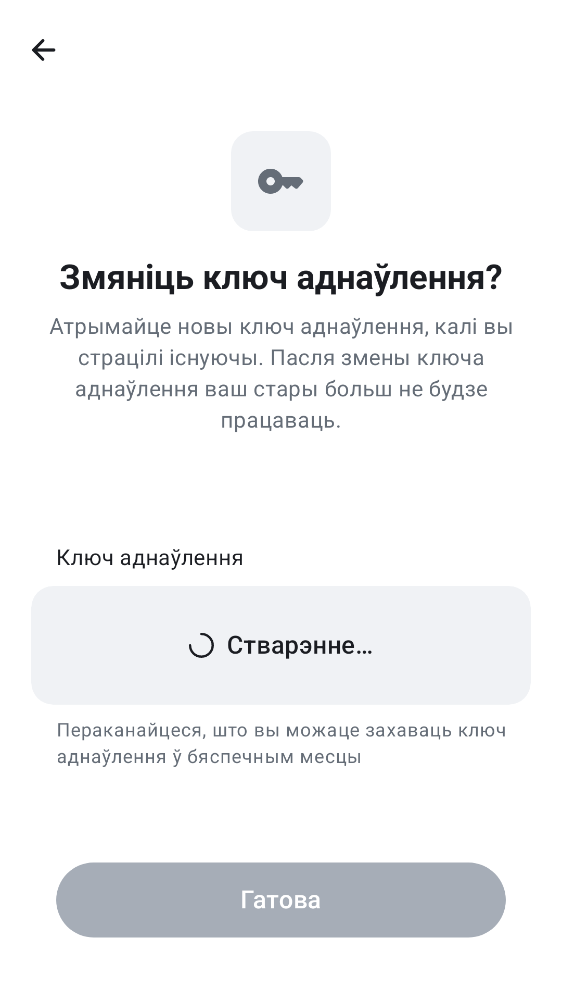 Змяніць ключ аднаўлення?
Атрымайце новы ключ аднаўлення, калі вы
страцілі існуючы. Пасля змены ключа
аднаўлення ваш стары больш не будзе
працаваць.
Ключ аднаўлення
Стварэнне…
Пераканайцеся, што вы можаце захаваць ключ
аднаўлення ў бяспечным месцы
Гатова